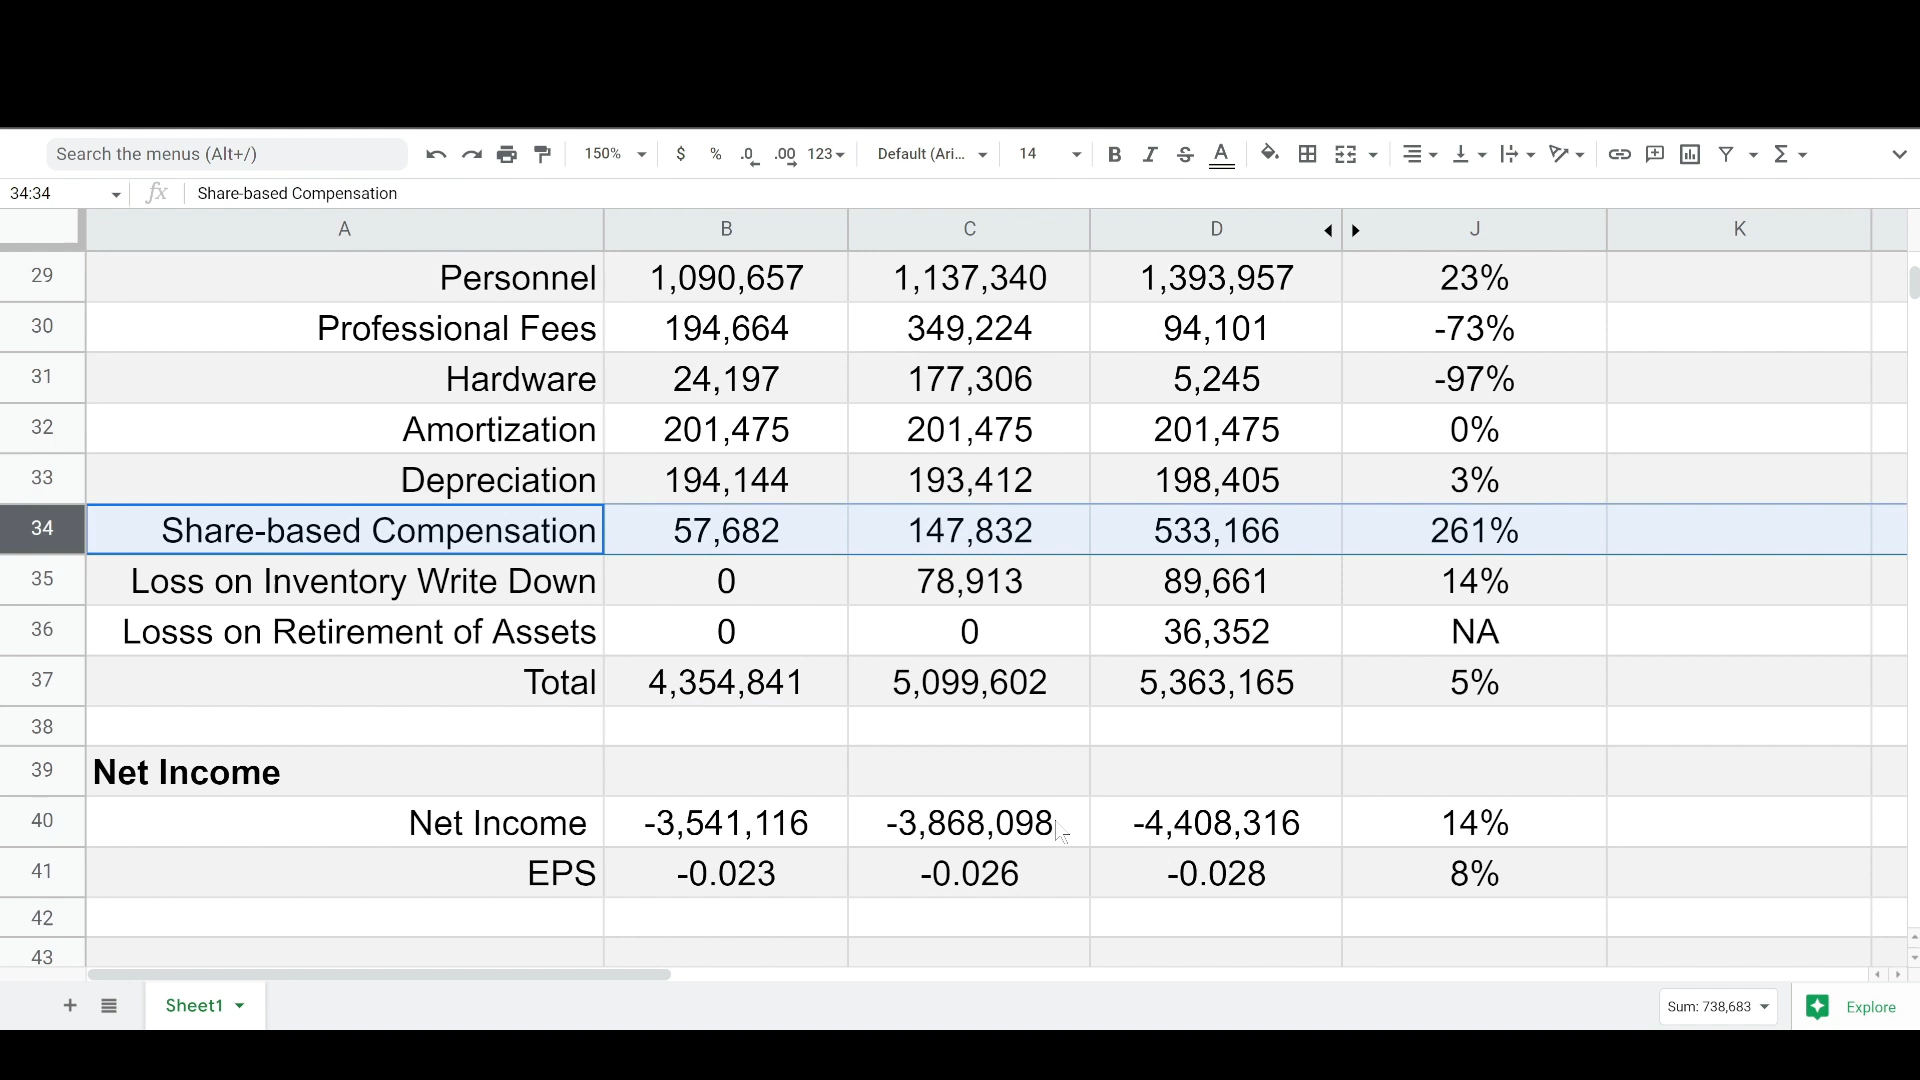 Search the menus (Alt+/) 150% $ % .0 .00 123 Default (Ari... 14 B I S A
34:34 fx Share-based Compensation
A B C D J K
29 Personnel 1,090,657 1,137,340 1,393,957 23%
30 Professional Fees 194,664 349,224 94,101 -73%
31 Hardware 24,197 177,306 5,245 -97%
32 Amortization 201,475 201,475 201,475 0%
33 Depreciation 194,144 193,412 198,405 3%
34 Share-based Compensation 57,682 147,832 533,166 261%
35 Loss on Inventory Write Down 0 78,913 89,661 14%
36 Losss on Retirement of Assets 0 0 36,352 NA
37 Total 4,354,841 5,099,602 5,363,165 5%
38
39 Net Income
40 Net Income -3,541,116 -3,868,098 -4,408,316 14%
41 EPS -0.023 -0.026 -0.028 8%
42
43
Sheet1 Sum: 738,683 Explore